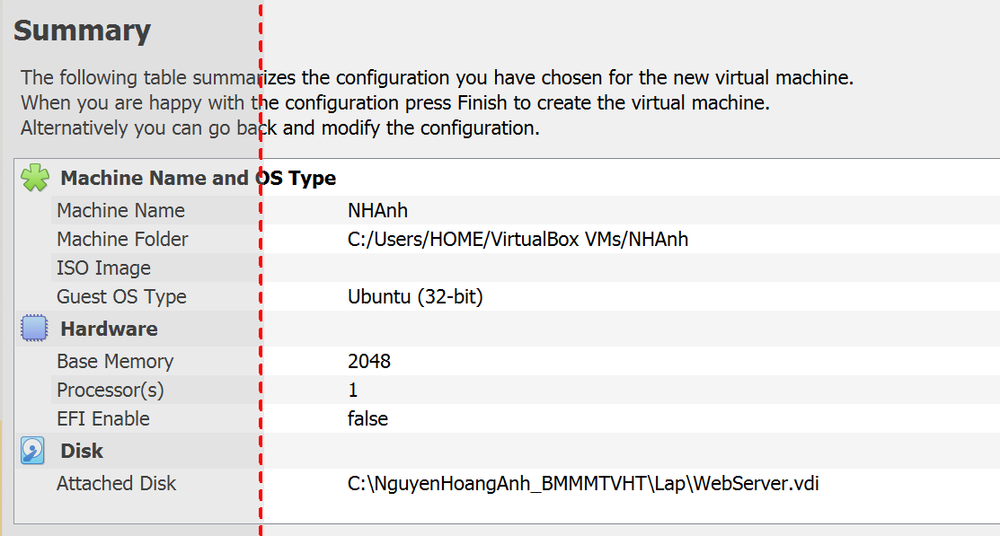 Summary
The following table summarizes the configuration you have chosen for the new virtual machine.
When you are happy with the configuration press Finish to create the virtual machine.
Alternatively you can go back and modify the configuration.
Machine Name and OS Type
Machine Name NHAnh
Machine Folder C:/Users/HOME/VirtualBox VMs/NHAnh
ISO Image
Guest OS Type Ubuntu (32-bit)
Hardware
Base Memory 2048
Processor(s) 1
EFI Enable false
Disk
Attached Disk C:\NguyenHoangAnh_BMMMTVHT\Lap\WebServer.vdi